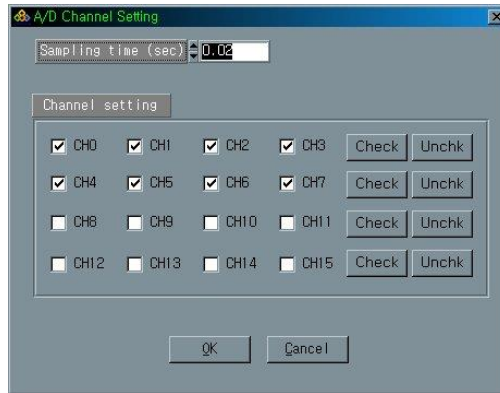 A/D Channel Setting
Sampling time (sec) 0.02
Channel setting
CH0 CH1 CH2 CH3 Check Unchk
CH4 CH5 CH6 CH7 Check Unchk
CH8 CH9 CH10 CH11 Check Unchk
CH12 CH13 CH14 CH15 Check Unchk
OK Cancel